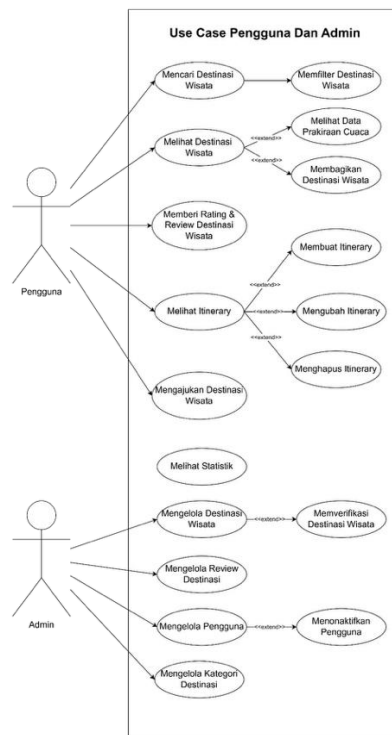 Use Case Pengguna Dan Admin
Mencari Destinasi
Wisata
Memfilter Destinasi
Wisata
Melihat Destinasi
Wisata
<<extend>>
Melihat Data
Prakiraan Cuaca
<<extend>>
Membagikan
Destinasi Wisata
Memberi Rating &
Review Destinasi
Wisata
Pengguna
Membuat Itinerary
<<extend>>
Melihat Itinerary
<<extend>>
Mengubah Itinerary
<<extend>>
Menghapus Itinerary
Mengajukan Destinasi
Wisata
Melihat Statistik
Mengelola Destinasi
Wisata
<<extend>>
Memverifikasi
Destinasi Wisata
Mengelola Review
Destinasi
Admin
Mengelola Pengguna
<<extend>>
Menonaktifkan
Pengguna
Mengelola Kategori
Destinasi